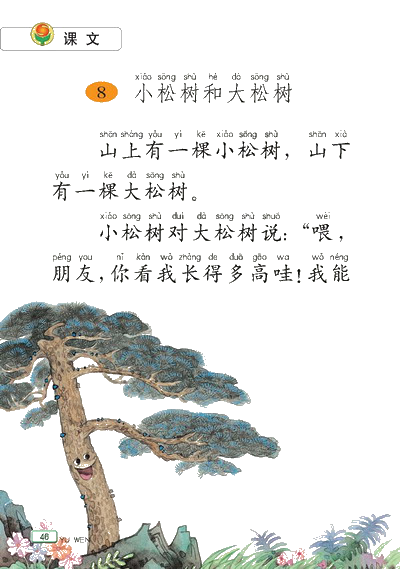 课文
xiǎo sōng shù hé dà sōng shù
8 小松树和大松树
shān shàng yǒu yì kē xiǎo sōng shù shān xià
山上有一棵小松树，山下
yǒu yì kē dà sōng shù
有一棵大松树。
xiǎo sōng shù duì dà sōng shù shuō wèi
小松树对大松树说：“喂，
péng you nǐ kàn wǒ zhǎng de duō gāo wa wǒ néng
朋友，你看我长得多高哇！我能
46 YU WEN